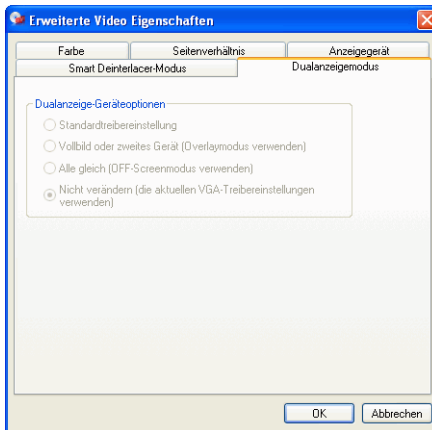 Erweiterte Video Eigenschaften
Farbe
Seitenverhältnis
Anzeigegerät
Smart Deinterlacer-Modus
Dualanzeigemodus
Dualanzeige-Geräteoptionen
Standardtreibereinstellung
Vollbild oder zweites Gerät (Overlaymodus verwenden)
Alle gleich (OFF-Screenmodus verwenden)
Nicht verändern (die aktuellen VGA-Treibereinstellungen
verwenden)
OK
Abbrechen